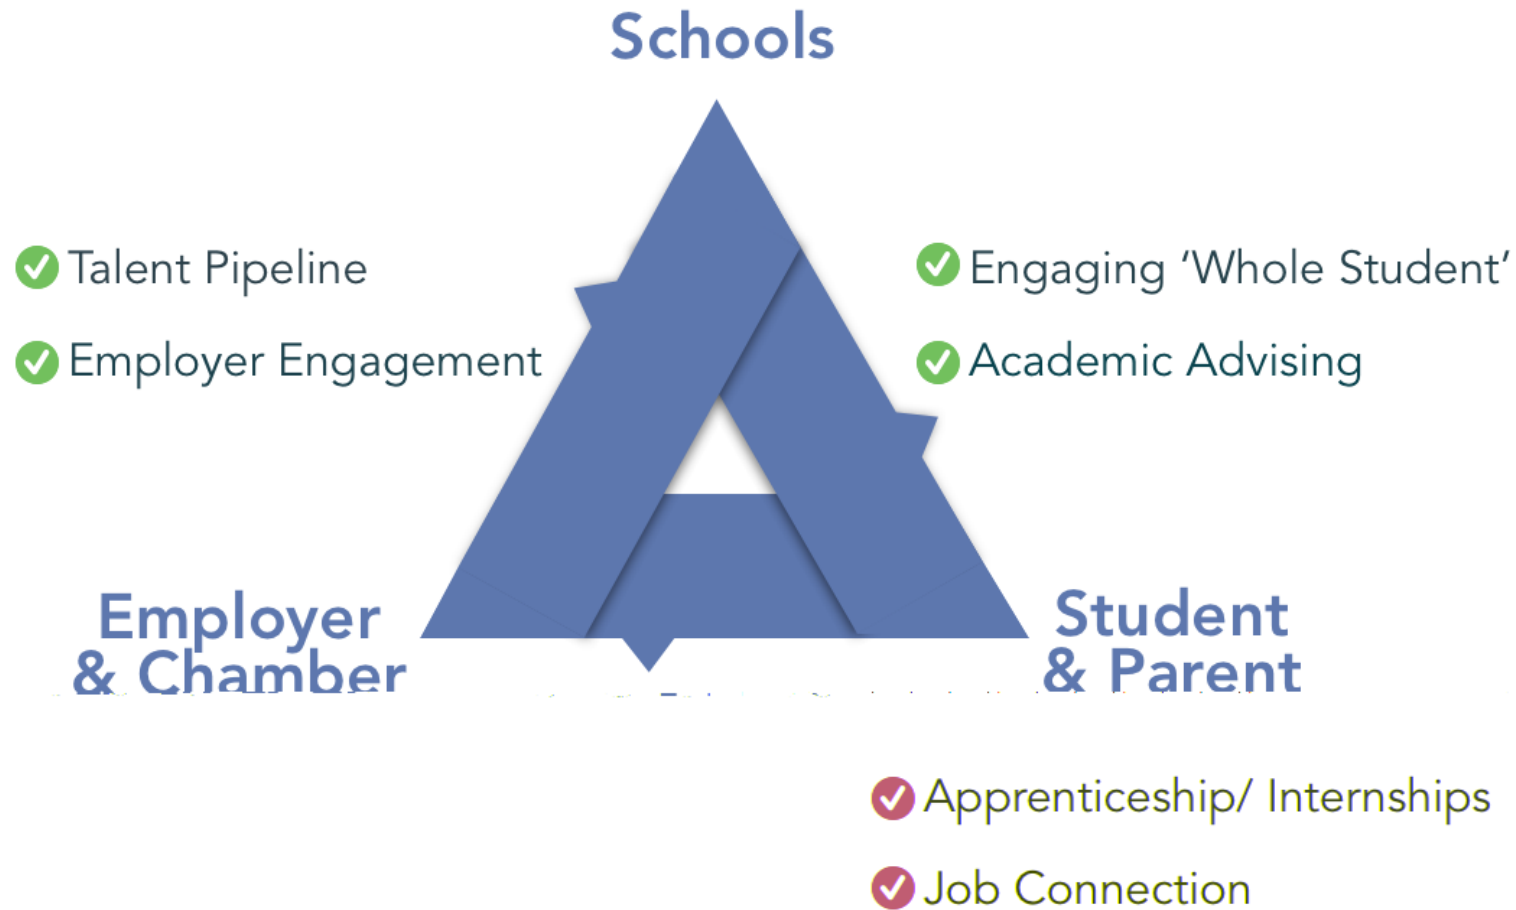 Schools
Talent Pipeline
Engaging ‘Whole Student’
Employer Engagement
Academic Advising
Employer
& Chamber
Student
& Parent
Apprenticeship/ Internships
Job Connection